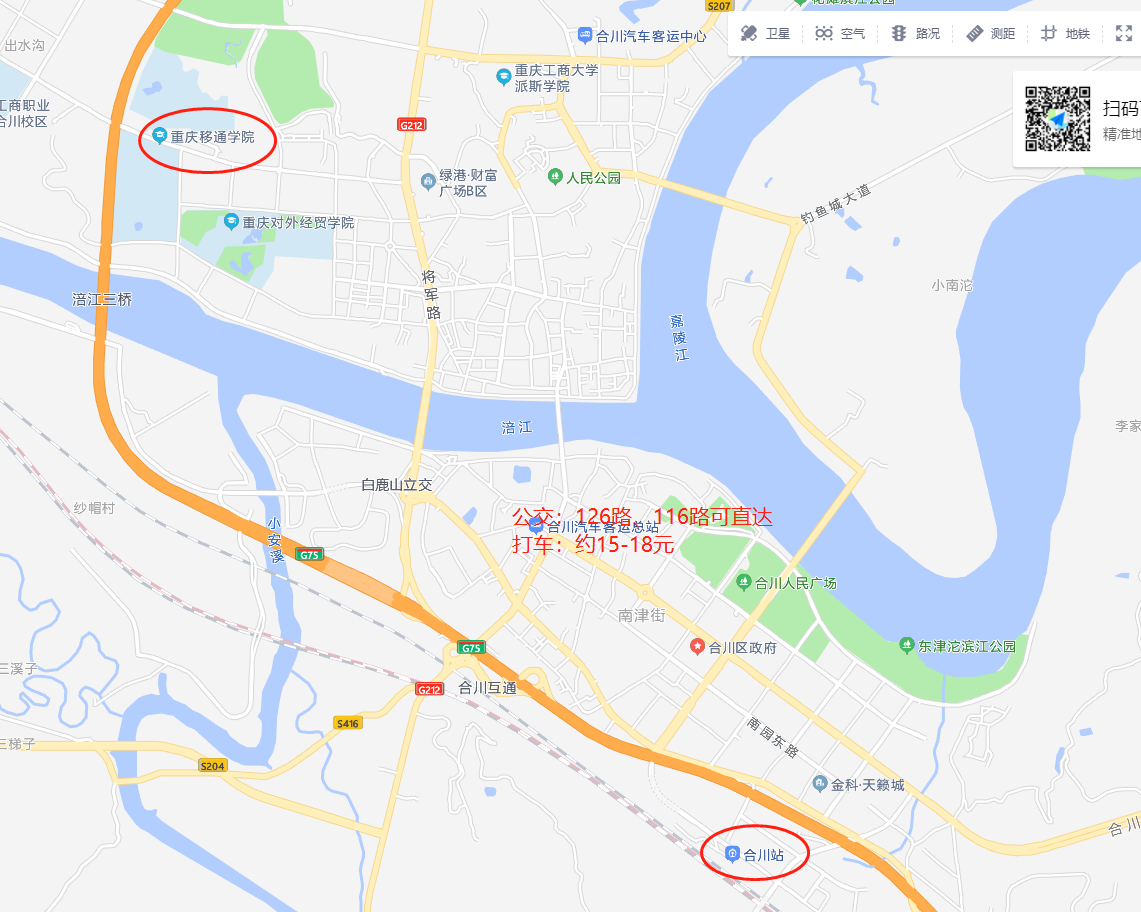 S207
花滩滨江公园
合川汽车客运中心
卫星
空气
路况
测距
地铁
出水沟
重庆工商大学
派斯学院
工商职业
合川校区
扫码
精准地
G212
重庆移通学院
绿港·财富
广场B区
人民公园
钓鱼城大道
重庆对外经贸学院
将军路
小南沱
涪江三桥
嘉陵江
涪江
李家
白鹿山立交
纱帽村
公交：126路、116路可直达
合川汽车客运总站
打车：约15-18元
小安溪
G75
合川人民广场
南津街
G75
合川区政府
东津沱滨江公园
三溪子
G212
合川互通
S416
南园东路
三梯子
S204
金科·天籁城
合川
合川站